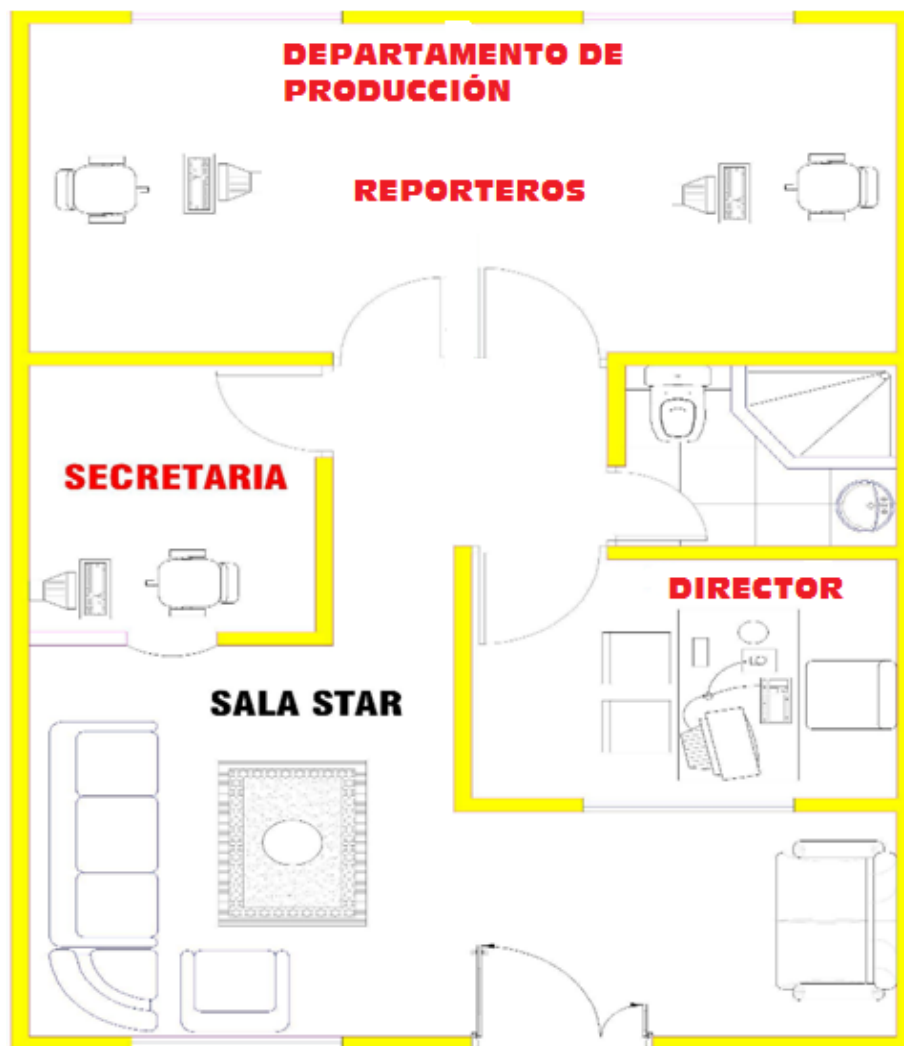 DEPARTAMENTO DE
PRODUCCIÓN
REPORTEROS
SECRETARIA
DIRECTOR
SALA STAR